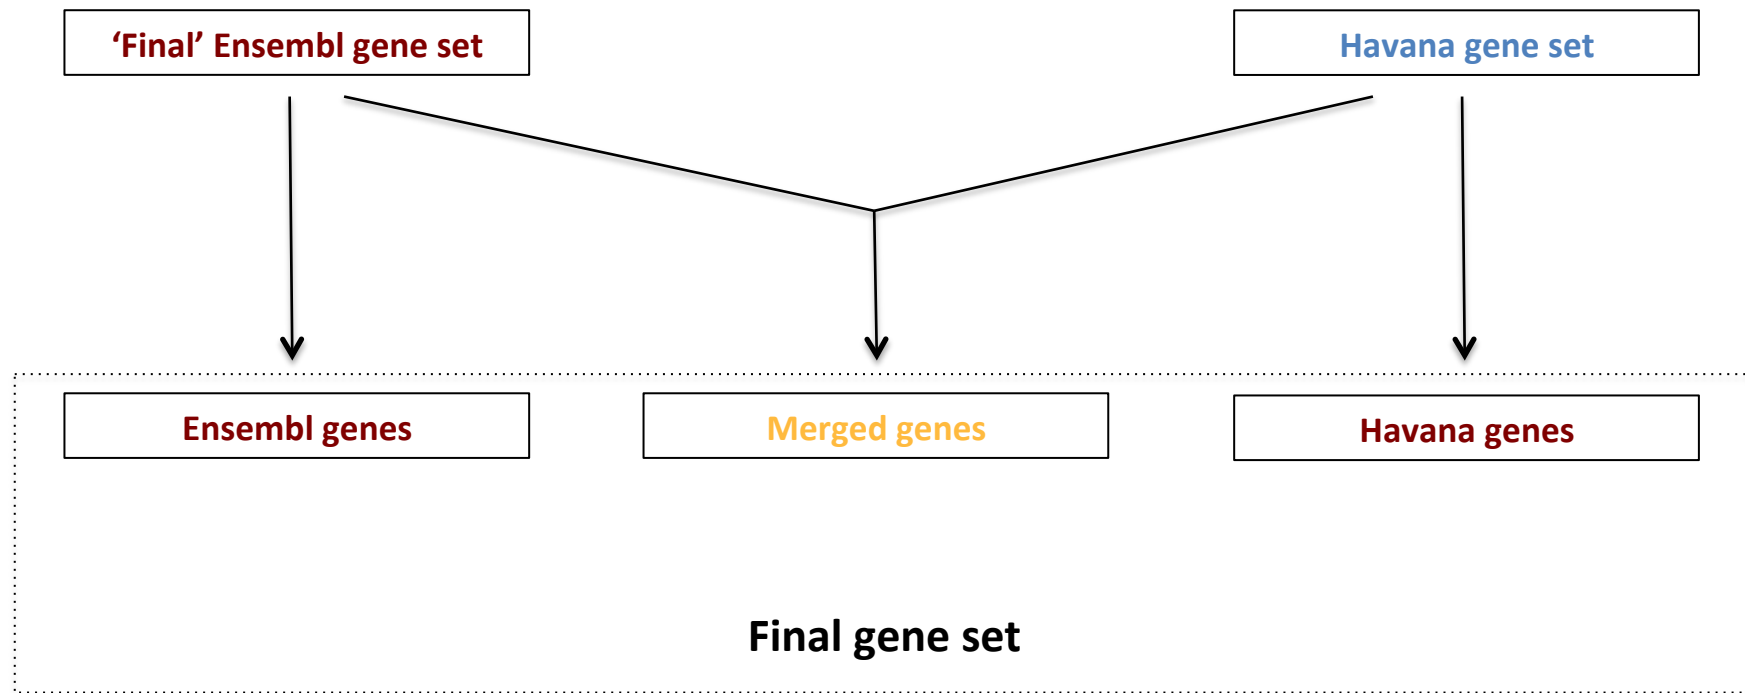 ‘Final’ Ensembl gene set
Havana gene set
Ensembl genes
Merged genes
Havana genes
Final gene set